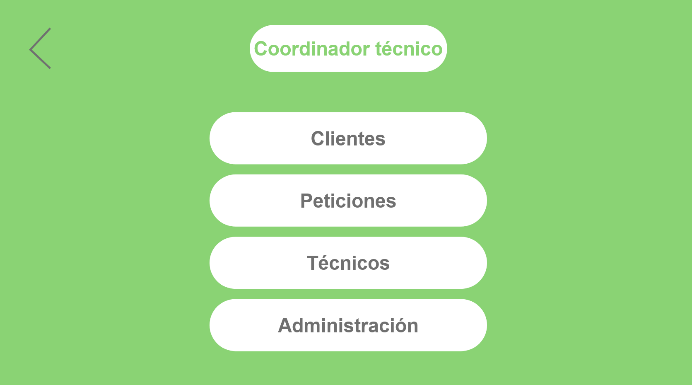 Coordinador técnico
Clientes
Peticiones
Técnicos
Administración